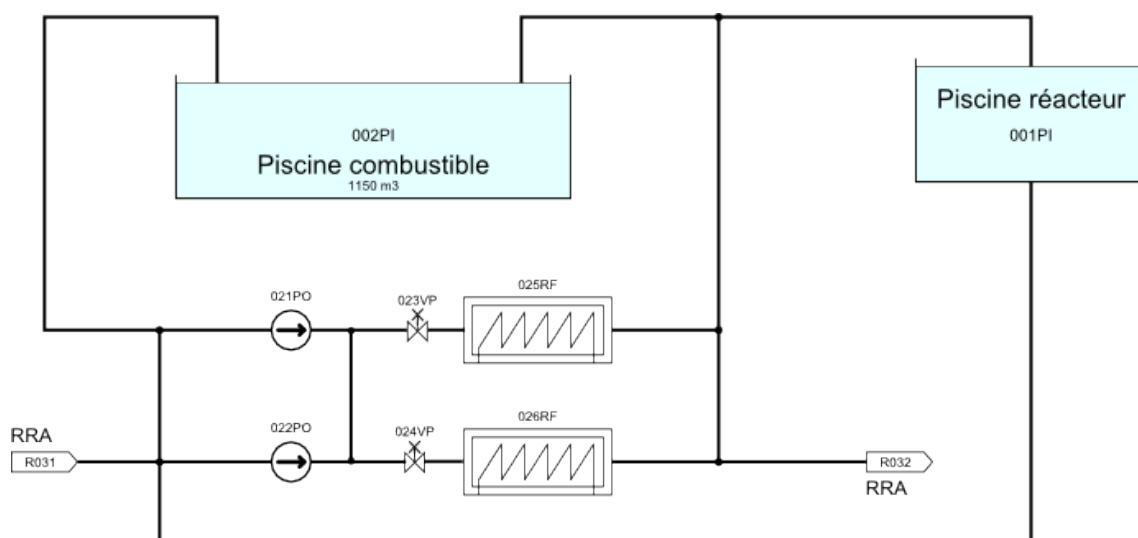 Piscine réacteur
001PI
002PI
Piscine combustible
1150 m3
021PO
023VP
025RF
022PO
024VP
026RF
RRA
R031
R032
RRA